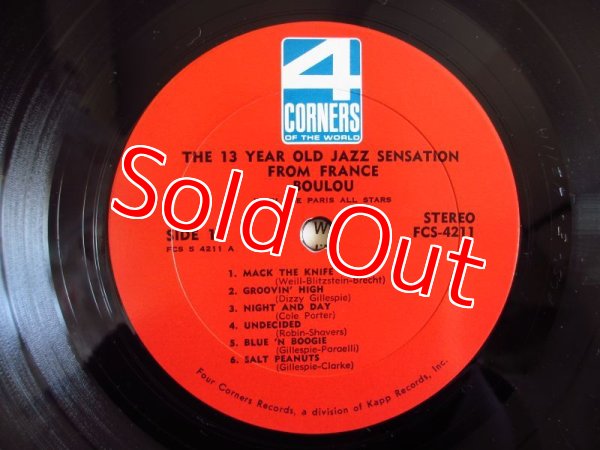 4
CORNERS
OF THE WORLD
THE 13 YEAR OLD JAZZ SENSATION
FROM FRANCE
BOULOU
PARIS ALL STARS
STEREO
SIDE 1
FCS-4211
FCS S 4211 A
1. MACK THE KNIFE
(Weill-Blitzstein-Brecht)
2. GROOVIN' HIGH
(Dizzy Gillespie)
3. NIGHT AND DAY
(Cole Porter)
4. UNDECIDED
(Robin-Shavers)
5. BLUE 'N BOOGIE
(Gillespie-Paraelli)
6. SALT PEANUTS
(Gillespie-Clarke)
Four Corners Records, a division of Kapp Records, Inc.
Sold Out